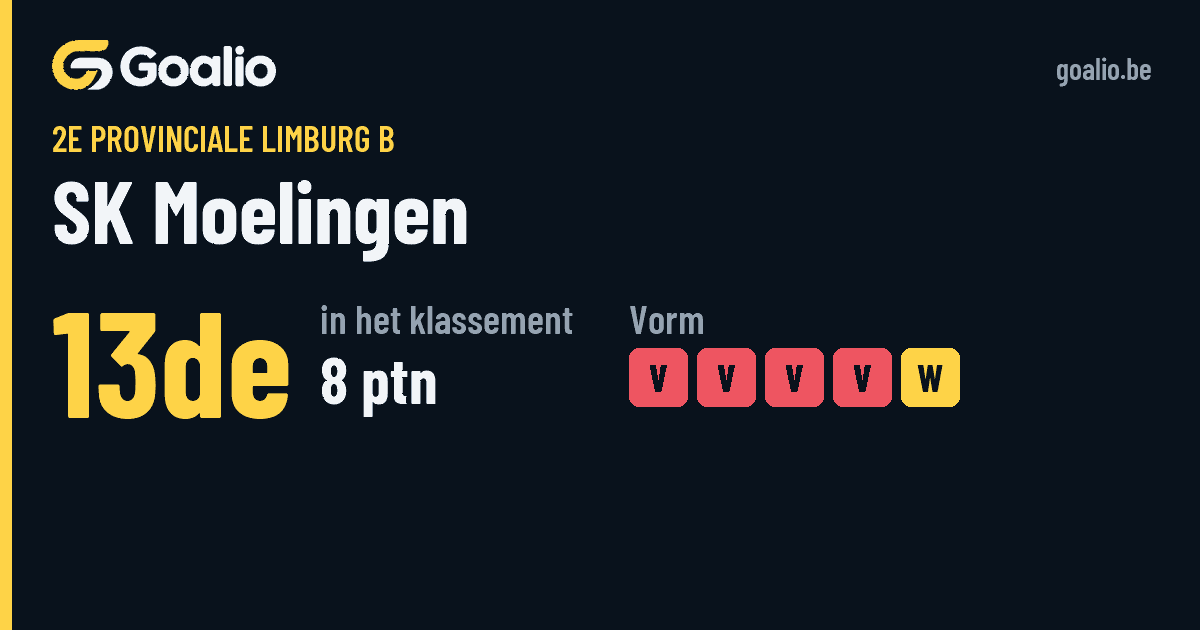 Goalio
goalio.be
2E PROVINCIALE LIMBURG B
SK Moelingen
13de
in het klassement
8 ptn
Vorm
V V V V W